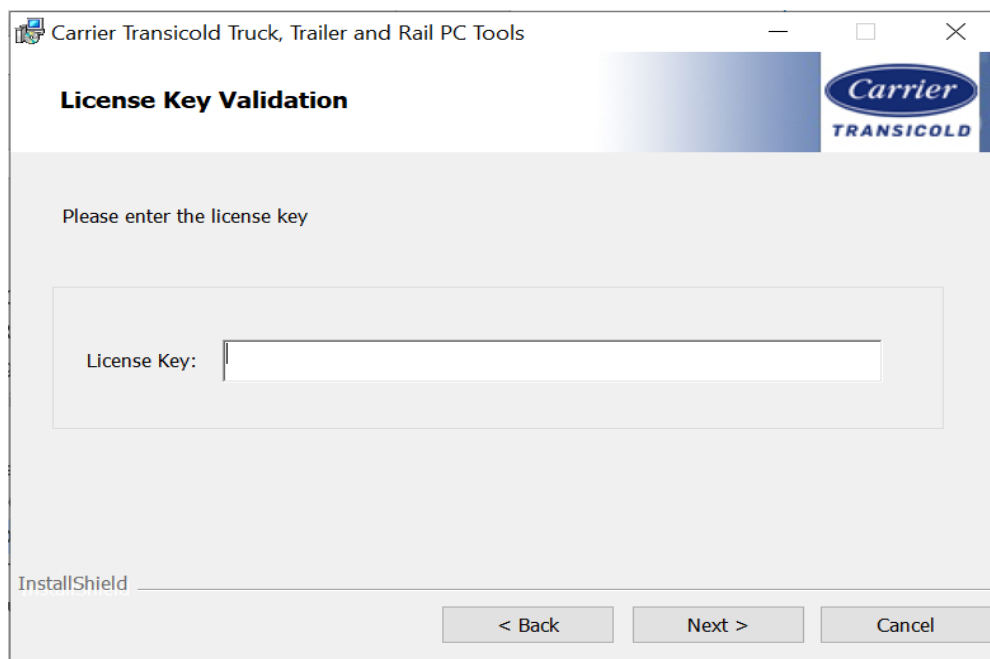 Carrier Transicold Truck, Trailer and Rail PC Tools
License Key Validation
Carrier
TRANSICOLD
Please enter the license key
License Key:
InstallShield
< Back
Next >
Cancel